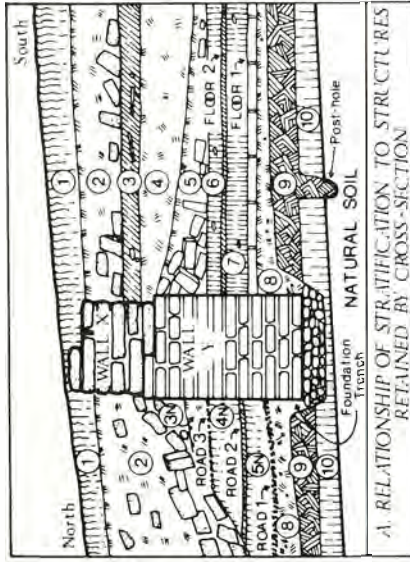 North
South
1
1
2
2
WALL X
3
3N
4
5
ROAD 3
WALL
Y
4N
ROAD 2
6
FLOOR 2
7
FLOOR 1
5N
ROAD 1
8
8
9
9
10
10
Foundation
Trench
NATURAL SOIL
Post-hole
A. RELATIONSHIP OF STRATIFICATION TO STRUCTURES
RETAINED BY CROSS-SECTION.